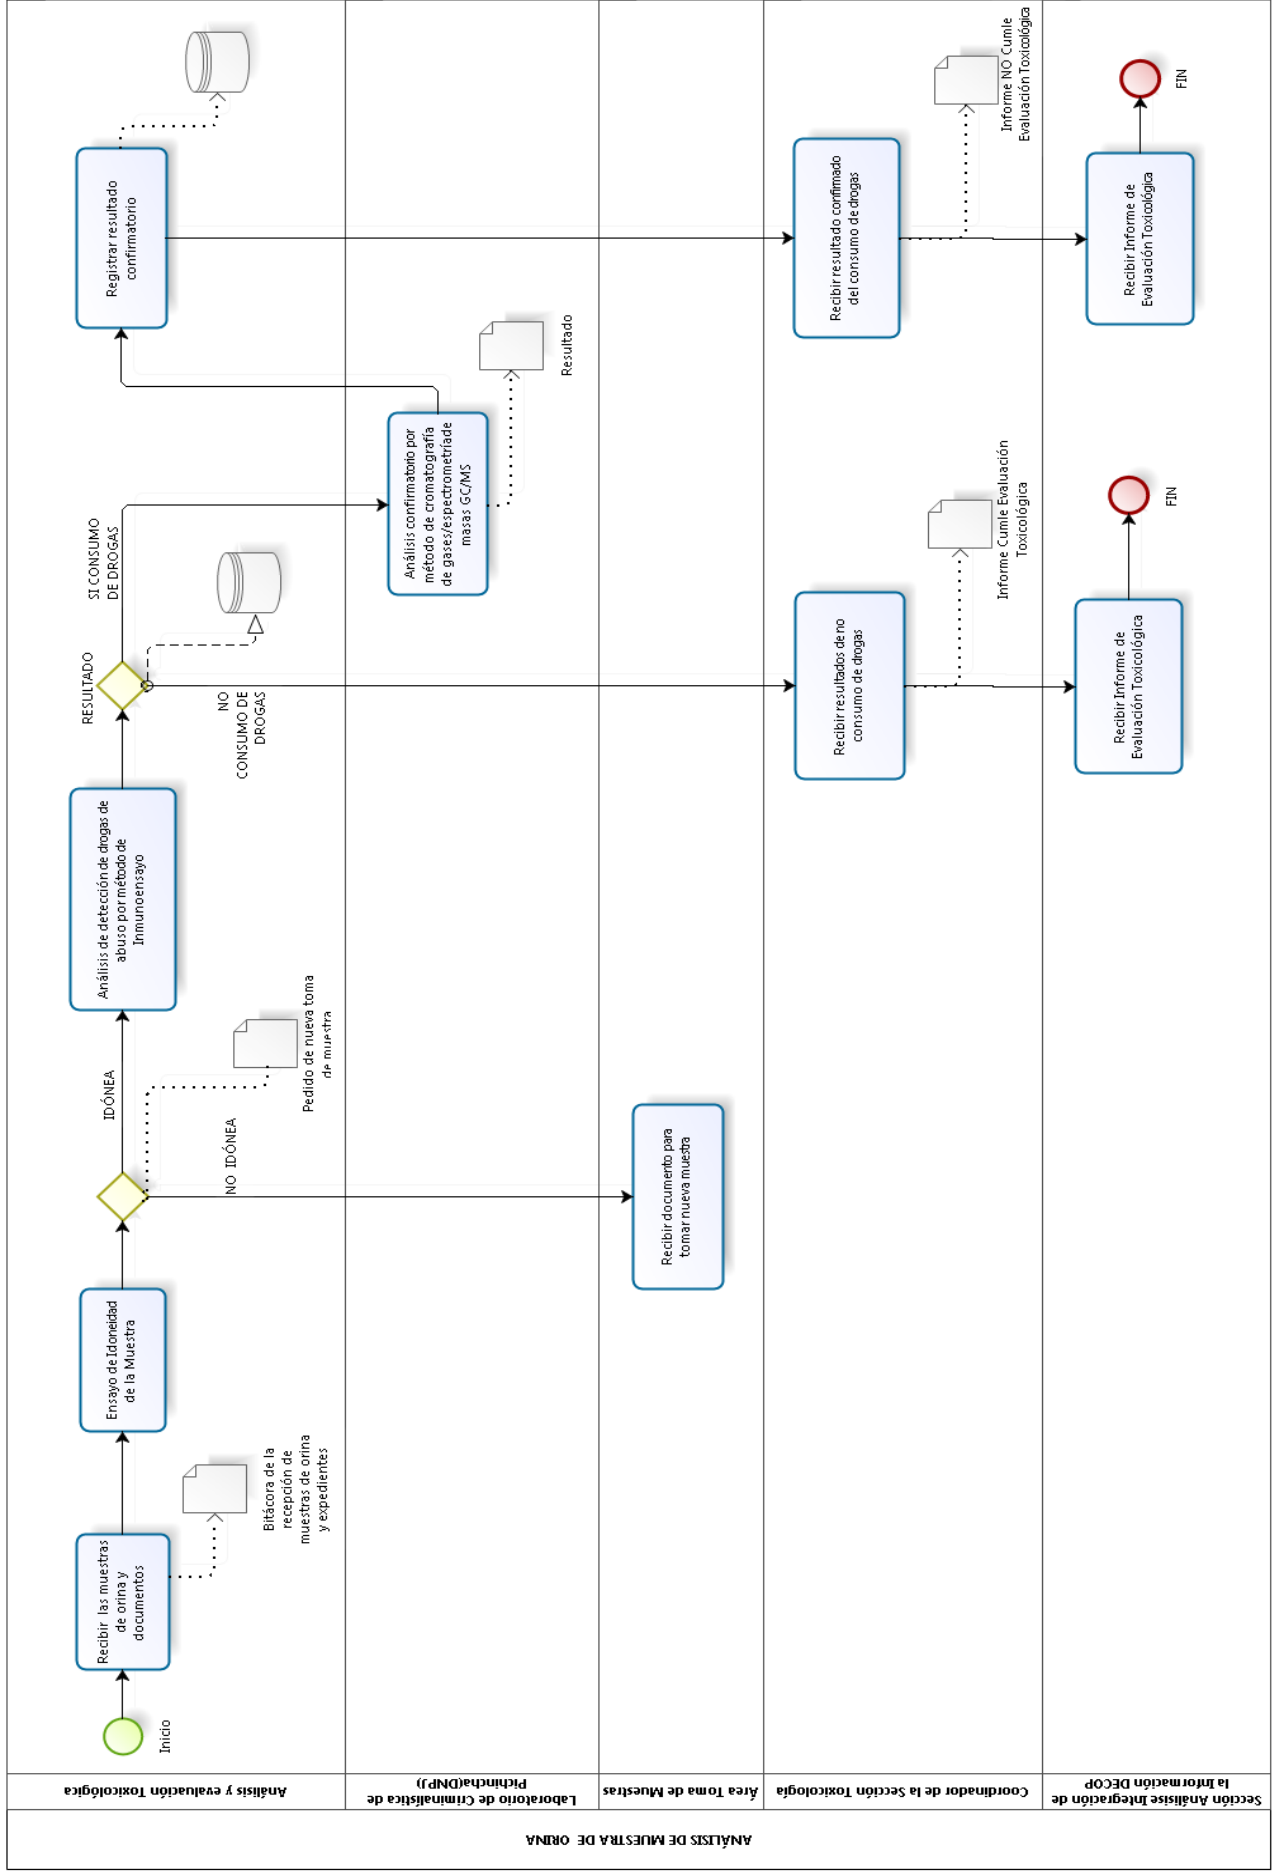 ANÁLISIS DE MUESTRA DE ORINA
Análisis y evaluación Toxicológica
Inicio
Recibir las muestras
de orina y
documentos
Bitácora de la
recepción de
muestras de orina
y expedientes
Ensayo de Idoneidad
de la Muestra
IDÓNEA
NO IDÓNEA
Pedido de nueva toma
de muestra
Análisis de detección de drogas de
abuso por método de
Inmunoensayo
RESULTADO
SI CONSUMO
DE DROGAS
NO
CONSUMO DE
DROGAS
Registrar resultado
confirmatorio
Laboratorio de Criminalística de
Pichincha(DNPJ)
Análisis confirmatorio por
método de cromatografía
de gases/espectrometríade
masas GC/MS
Resultado
Área Toma de Muestras
Recibir documento para
tomar nueva muestra
Coordinador de la Sección Toxicología
Recibir resultados de no
consumo de drogas
Informe Cumle Evaluación
Toxicológica
Recibir resultado confirmado
del consumo de drogas
Informe NO Cumle
Evaluación Toxicológica
Sección Análisise Integración de
la Información DECOP
Recibir Informe de
Evaluación Toxicológica
FIN
Recibir Informe de
Evaluación Toxicológica
FIN